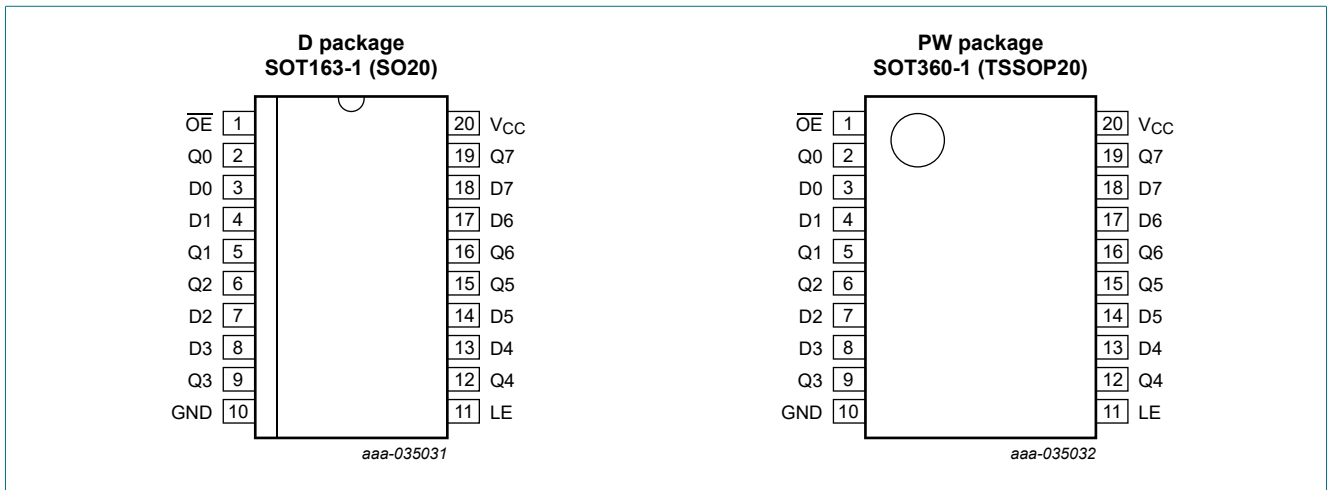 D package
SOT163-1 (SO20)
O̅E̅ 1
Q0 2
D0 3
D1 4
Q1 5
Q2 6
D2 7
D3 8
Q3 9
GND 10
20 VCC
19 Q7
18 D7
17 D6
16 Q6
15 Q5
14 D5
13 D4
12 Q4
11 LE
aaa-035031
PW package
SOT360-1 (TSSOP20)
O̅E̅ 1
Q0 2
D0 3
D1 4
Q1 5
Q2 6
D2 7
D3 8
Q3 9
GND 10
20 VCC
19 Q7
18 D7
17 D6
16 Q6
15 Q5
14 D5
13 D4
12 Q4
11 LE
aaa-035032